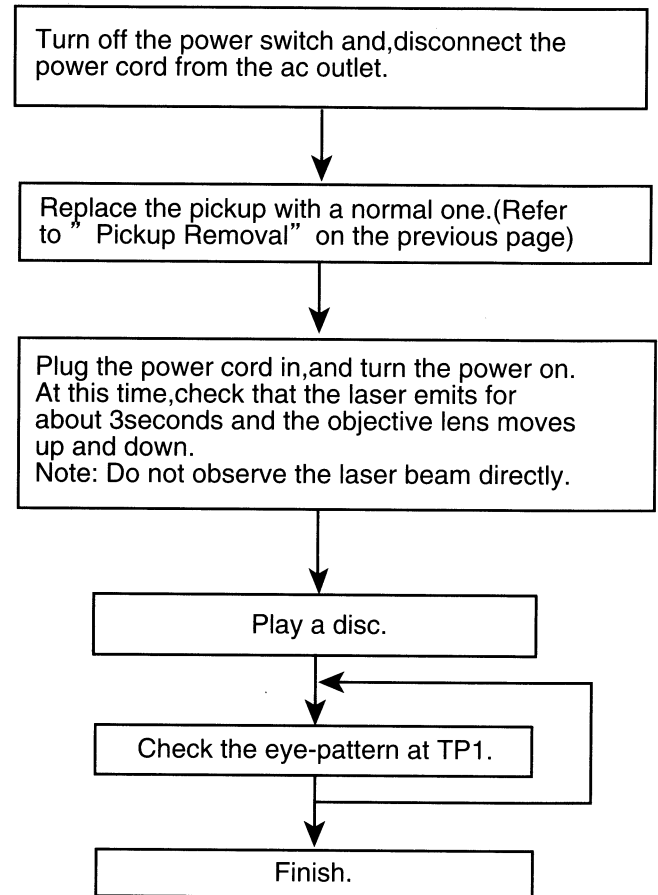 Turn off the power switch and,disconnect the
power cord from the ac outlet.
Replace the pickup with a normal one.(Refer
to ” Pickup Removal” on the previous page)
Plug the power cord in,and turn the power on.
At this time,check that the laser emits for
about 3seconds and the objective lens moves
up and down.
Note: Do not observe the laser beam directly.
Play a disc.
Check the eye-pattern at TP1.
Finish.